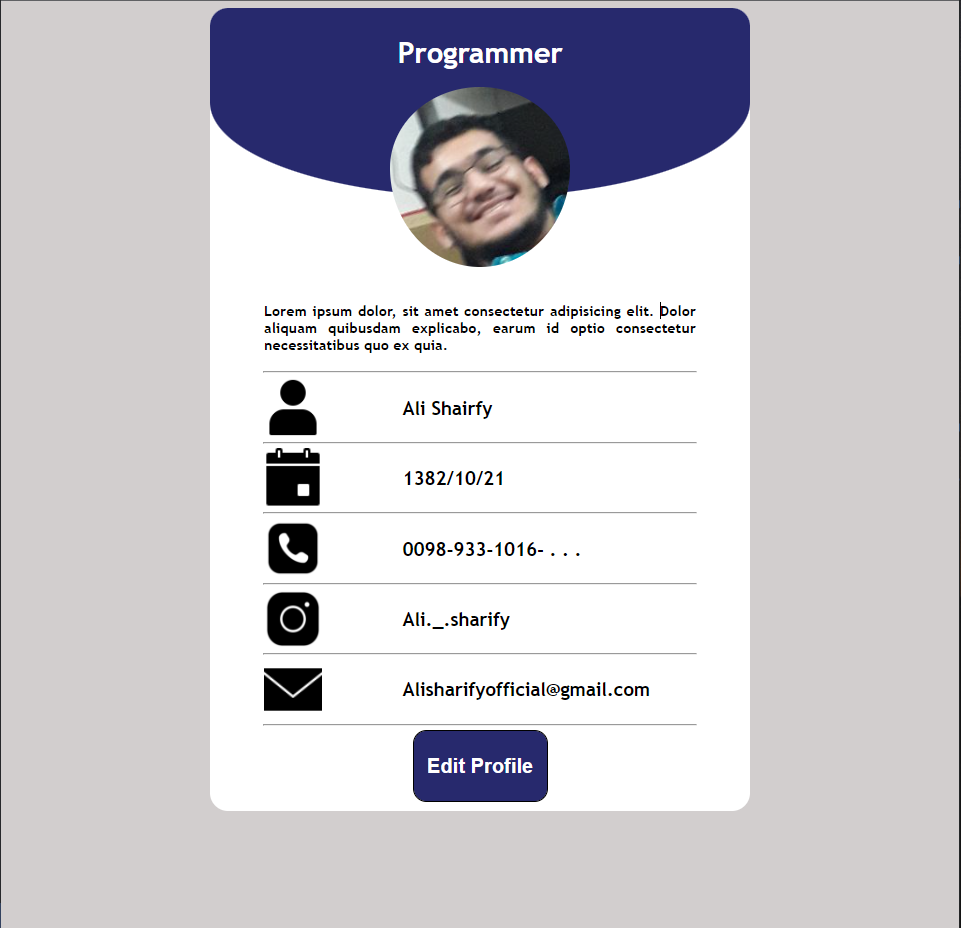 Programmer
Lorem ipsum dolor, sit amet consectetur adipisicing elit. Dolor
aliquam quibusdam explicabo, earum id optio consectetur
necessitatibus quo ex quia.
Ali Shairfy
1382/10/21
0098-933-1016- . . .
Ali._.sharify
Alisharifyofficial@gmail.com
Edit Profile